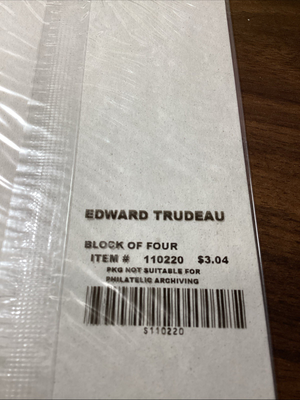 EDWARD TRUDEAU
BLOCK OF FOUR
ITEM # 110220 $3.04
PKG NOT SUITABLE FOR
PHILATELIC ARCHIVING
S110220